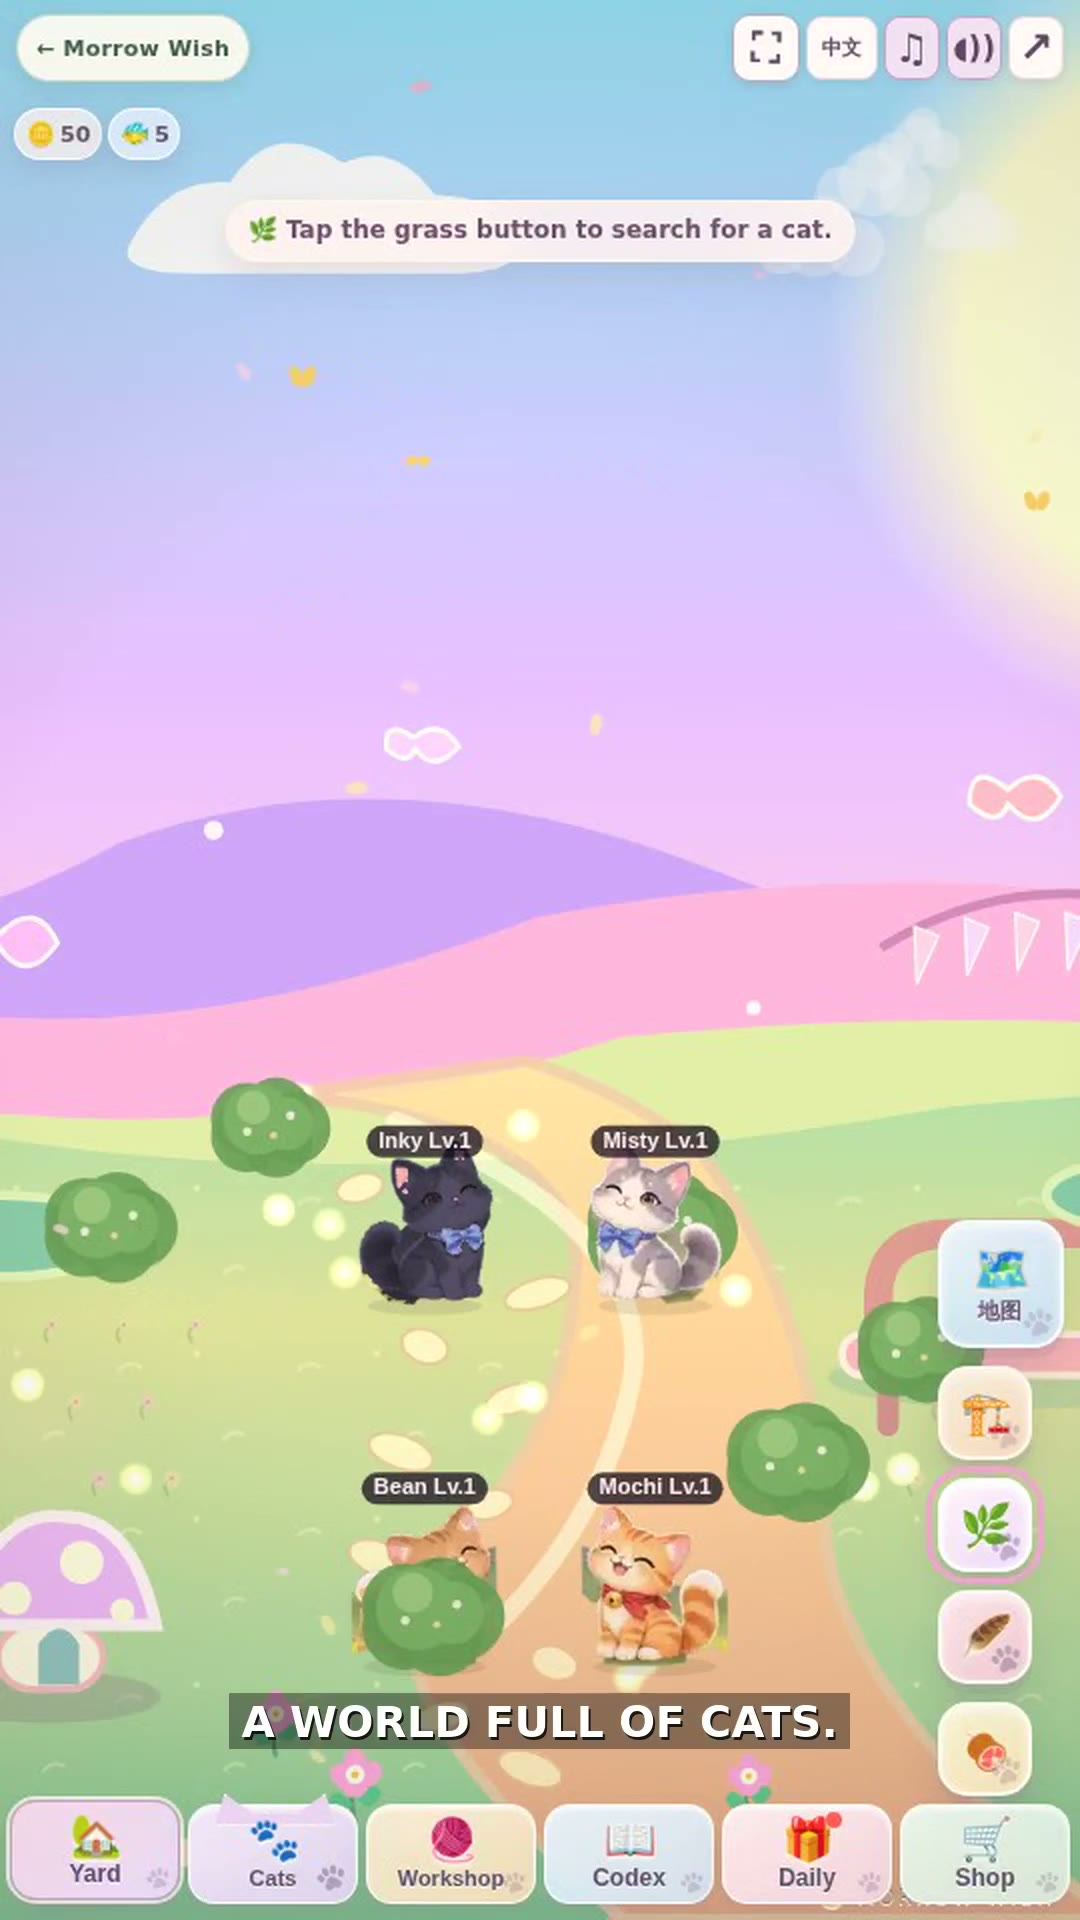 ← Morrow Wish
中文
50
5
Tap the grass button to search for a cat.
Inky Lv.1
Misty Lv.1
地图
Bean Lv.1
Mochi Lv.1
A WORLD FULL OF CATS.
Yard
Cats
Workshop
Codex
Daily
Shop